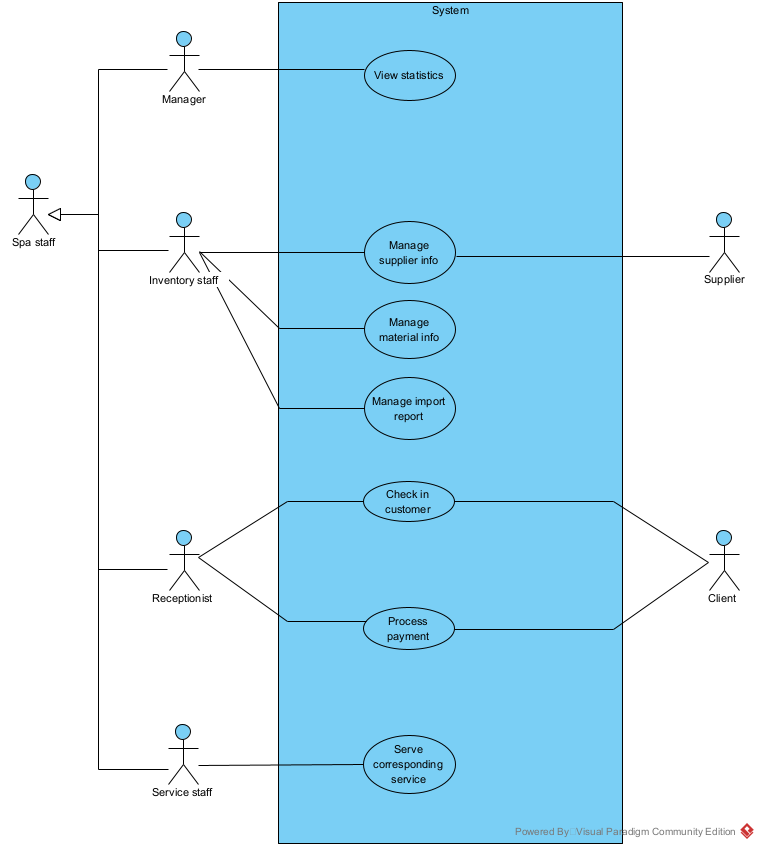 System
View statistics
Manager
Spa staff
Manage
supplier info
Inventory staff
Supplier
Manage
material info
Manage import
report
Check in
customer
Receptionist
Client
Process
payment
Serve
corresponding
service
Service staff
Powered By Visual Paradigm Community Edition